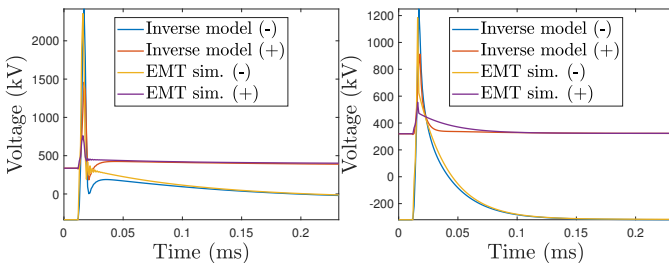 Voltage (kV)
2000
1500
1000
500
0
0
0.05
0.1
0.15
0.2
Time (ms)
Inverse model (-)
Inverse model (+)
EMT sim. (-)
EMT sim. (+)
Voltage (kV)
1200
1000
800
600
400
200
0
-200
0
0.05
0.1
0.15
0.2
Time (ms)
Inverse model (-)
Inverse model (+)
EMT sim. (-)
EMT sim. (+)